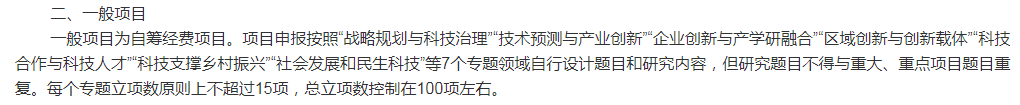 二、一般项目
一般项目为自筹经费项目。项目申报按照“战略规划与科技治理”“技术预测与产业创新”“企业创新与产学研融合”“区域创新与创新载体”“科技
合作与科技人才”“科技支撑乡村振兴”“社会发展和民生科技”等7个专题领域自行设计题目和研究内容，但研究题目不得与重大、重点项目题目重
复。每个专题立项数原则上不超过15项，总立项数控制在100项左右。